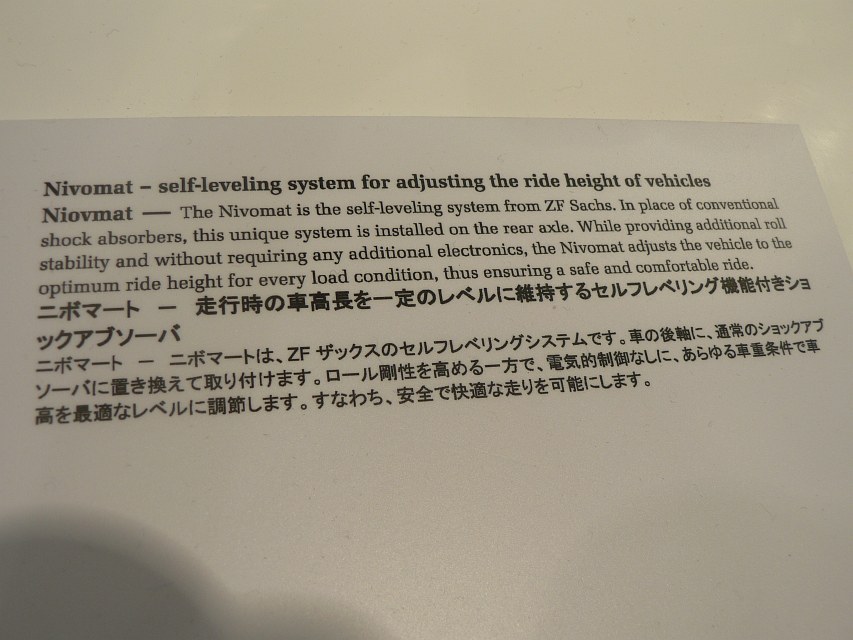 Nivomat – self-leveling system for adjusting the ride height of vehicles
Niovmat — The Nivomat is the self-leveling system from ZF Sachs. In place of conventional
shock absorbers, this unique system is installed on the rear axle. While providing additional roll
stability and without requiring any additional electronics, the Nivomat adjusts the vehicle to the
optimum ride height for every load condition, thus ensuring a safe and comfortable ride.
ニボマート ー 走行時の車高長を一定のレベルに維持するセルフレベリング機能付きショ
ックアブソーバ
ニボマート ー ニボマートは、ZF ザックスのセルフレベリングシステムです。車の後軸に、通常のショックアブ
ソーバに置き換えて取り付けます。ロール剛性を高める一方で、電気的制御なしに、あらゆる車重条件で車
高を最適なレベルに調節します。すなわち、安全で快適な走りを可能にします。